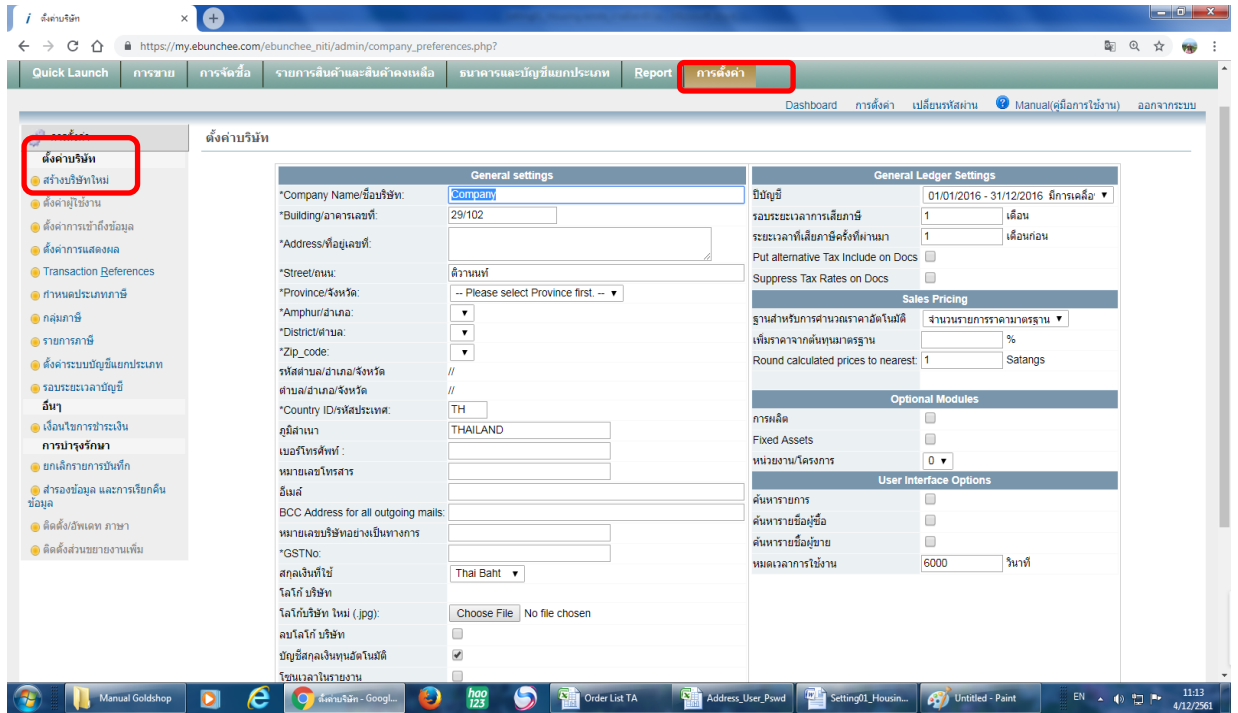 ตั้งค่าบริษัท
https://my.ebunchee.com/ebunchee_niti/admin/company_preferences.php?
Quick Launch การขาย การจัดซื้อ รายการสินค้าและสินค้าคงเหลือ ธนาคารและบัญชีแยกประเภท Report การตั้งค่า
Dashboard การตั้งค่า เปลี่ยนรหัสผ่าน Manual(คู่มือการใช้งาน) ออกจากระบบ
ตั้งค่าบริษัท
ตั้งค่าบริษัท
สร้างบริษัทใหม่
ตั้งค่าผู้ใช้งาน
ตั้งค่าการเข้าถึงข้อมูล
ตั้งค่าการแสดงผล
Transaction References
กำหนดประเภทภาษี
กลุ่มภาษี
รายการภาษี
ตั้งค่าระบบบัญชีแยกประเภท
รอบระยะเวลาบัญชี
อื่นๆ
เงื่อนไขการชำระเงิน
การบำรุงรักษา
ยกเลิกรายการบันทึก
สำรองข้อมูล และการเรียกคืน
ข้อมูล
ติดตั้ง/อัพเดท ภาษา
ติดตั้งส่วนขยายงานเพิ่ม
General settings
*Company Name/ชื่อบริษัท: Company
*Building/อาคารเลขที่: 29/102
*Address/ที่อยู่เลขที่:
*Street/ถนน: ติวานนท์
*Province/จังหวัด: -- Please select Province first. --
*Amphur/อำเภอ:
*District/ตำบล:
*Zip_code:
รหัสตำบล/อำเภอ/จังหวัด //
ตำบล/อำเภอ/จังหวัด //
*Country ID/รหัสประเทศ: TH
ภูมิลำเนา THAILAND
เบอร์โทรศัพท์ :
หมายเลขโทรสาร
อีเมล์
BCC Address for all outgoing mails:
หมายเลขบริษัทอย่างเป็นทางการ
*GSTNo:
สกุลเงินที่ใช้ Thai Baht
โลโก้ บริษัท
โลโก้บริษัท ใหม่ (.jpg): Choose File No file chosen
ลบโลโก้ บริษัท
บัญชีสกุลเงินทุนอัตโนมัติ
โซนเวลาในรายงาน
General Ledger Settings
ปีบัญชี 01/01/2016 - 31/12/2016 มีการเคลื่อ
รอบระยะเวลาการเสียภาษี 1 เดือน
ระยะเวลาที่เสียภาษีครั้งที่ผ่านมา 1 เดือนก่อน
Put alternative Tax Include on Docs
Suppress Tax Rates on Docs
Sales Pricing
ฐานสำหรับการคำนวณราคาอัตโนมัติ จำนวนรายการราคามาตรฐาน
เพิ่มราคาจากต้นทุนมาตรฐาน %
Round calculated prices to nearest: 1 Satangs
Optional Modules
การผลิต
Fixed Assets
หน่วยงาน/โครงการ 0
User Interface Options
ค้นหารายการ
ค้นหารายชื่อผู้ซื้อ
ค้นหารายชื่อผู้ขาย
หมดเวลาการใช้งาน 6000 วินาที
Manual Goldshop ตั้งค่าบริษัท - Googl... hao 123 Order List TA Address_User_Pswd Setting01_Housin... Untitled - Paint EN 11:13
4/12/2561